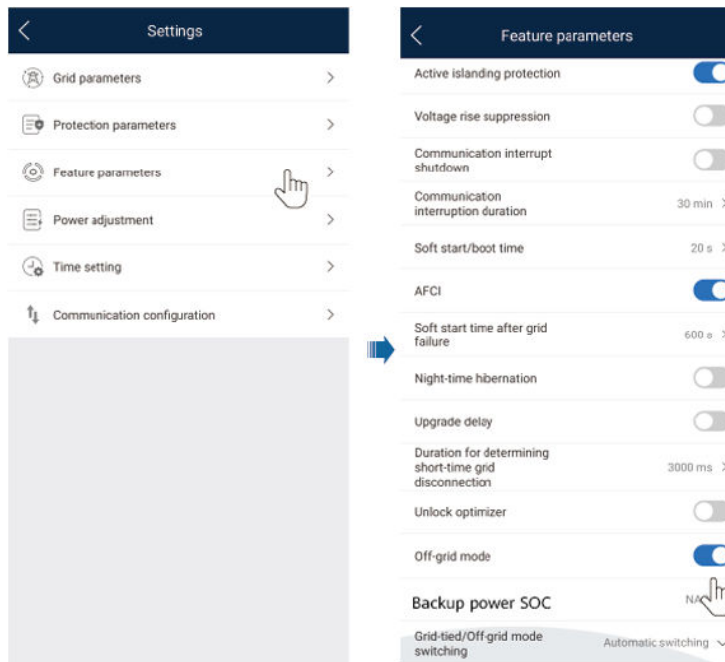 Settings
Grid parameters
Protection parameters
Feature parameters
Power adjustment
Time setting
Communication configuration
Feature parameters
Active islanding protection
Voltage rise suppression
Communication interrupt
shutdown
Communication
interruption duration
30 min
Soft start/boot time
20 s
AFCI
Soft start time after grid
failure
600 s
Night-time hibernation
Upgrade delay
Duration for determining
short-time grid
disconnection
3000 ms
Unlock optimizer
Off-grid mode
Backup power SOC
NA
Grid-tied/Off-grid mode
switching
Automatic switching